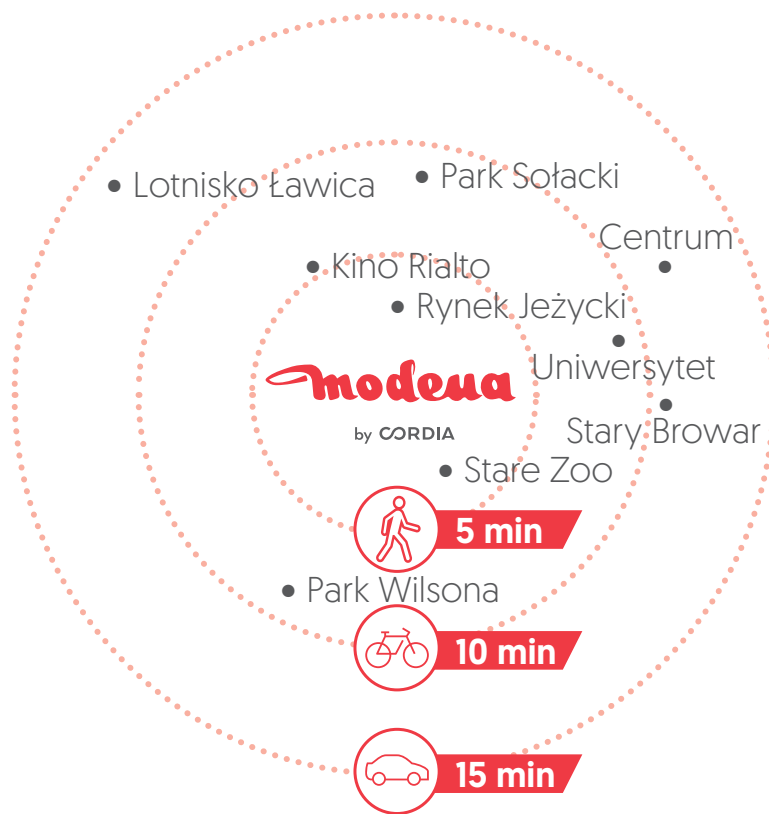 Lotnisko Ławica
Park Sołacki
Centrum
Kino Rialto
Rynek Jeżycki
Uniwersytet
modena
by CORDIA
Stary Browar
Stare Zoo
5 min
Park Wilsona
10 min
15 min